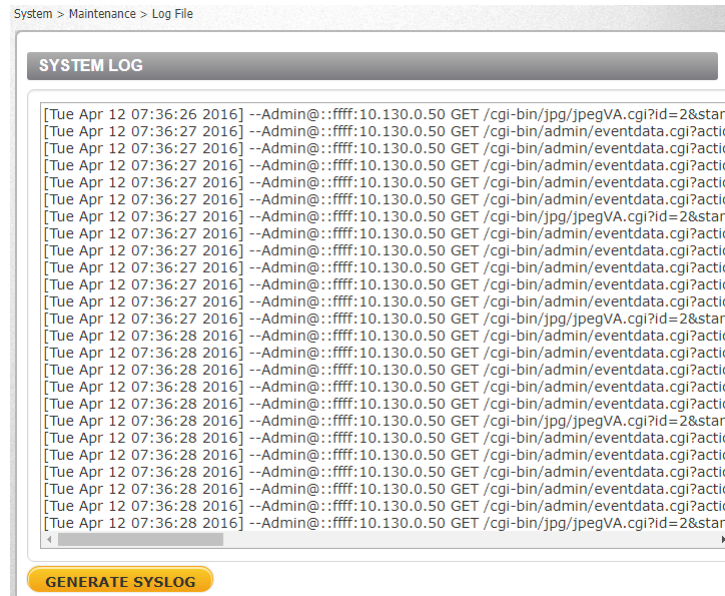 System > Maintenance > Log File
SYSTEM LOG
[Tue Apr 12 07:36:26 2016] --Admin@::ffff:10.130.0.50 GET /cgi-bin/jpg/jpegVA.cgi?id=2&star
[Tue Apr 12 07:36:27 2016] --Admin@::ffff:10.130.0.50 GET /cgi-bin/admin/eventdata.cgi?actio
[Tue Apr 12 07:36:27 2016] --Admin@::ffff:10.130.0.50 GET /cgi-bin/admin/eventdata.cgi?actio
[Tue Apr 12 07:36:27 2016] --Admin@::ffff:10.130.0.50 GET /cgi-bin/admin/eventdata.cgi?actio
[Tue Apr 12 07:36:27 2016] --Admin@::ffff:10.130.0.50 GET /cgi-bin/admin/eventdata.cgi?actio
[Tue Apr 12 07:36:27 2016] --Admin@::ffff:10.130.0.50 GET /cgi-bin/admin/eventdata.cgi?actio
[Tue Apr 12 07:36:27 2016] --Admin@::ffff:10.130.0.50 GET /cgi-bin/jpg/jpegVA.cgi?id=2&star
[Tue Apr 12 07:36:27 2016] --Admin@::ffff:10.130.0.50 GET /cgi-bin/admin/eventdata.cgi?actio
[Tue Apr 12 07:36:27 2016] --Admin@::ffff:10.130.0.50 GET /cgi-bin/admin/eventdata.cgi?actio
[Tue Apr 12 07:36:27 2016] --Admin@::ffff:10.130.0.50 GET /cgi-bin/admin/eventdata.cgi?actio
[Tue Apr 12 07:36:27 2016] --Admin@::ffff:10.130.0.50 GET /cgi-bin/admin/eventdata.cgi?actio
[Tue Apr 12 07:36:27 2016] --Admin@::ffff:10.130.0.50 GET /cgi-bin/admin/eventdata.cgi?actio
[Tue Apr 12 07:36:27 2016] --Admin@::ffff:10.130.0.50 GET /cgi-bin/jpg/jpegVA.cgi?id=2&star
[Tue Apr 12 07:36:28 2016] --Admin@::ffff:10.130.0.50 GET /cgi-bin/admin/eventdata.cgi?actio
[Tue Apr 12 07:36:28 2016] --Admin@::ffff:10.130.0.50 GET /cgi-bin/admin/eventdata.cgi?actio
[Tue Apr 12 07:36:28 2016] --Admin@::ffff:10.130.0.50 GET /cgi-bin/admin/eventdata.cgi?actio
[Tue Apr 12 07:36:28 2016] --Admin@::ffff:10.130.0.50 GET /cgi-bin/admin/eventdata.cgi?actio
[Tue Apr 12 07:36:28 2016] --Admin@::ffff:10.130.0.50 GET /cgi-bin/admin/eventdata.cgi?actio
[Tue Apr 12 07:36:28 2016] --Admin@::ffff:10.130.0.50 GET /cgi-bin/jpg/jpegVA.cgi?id=2&star
[Tue Apr 12 07:36:28 2016] --Admin@::ffff:10.130.0.50 GET /cgi-bin/admin/eventdata.cgi?actio
[Tue Apr 12 07:36:28 2016] --Admin@::ffff:10.130.0.50 GET /cgi-bin/admin/eventdata.cgi?actio
[Tue Apr 12 07:36:28 2016] --Admin@::ffff:10.130.0.50 GET /cgi-bin/admin/eventdata.cgi?actio
[Tue Apr 12 07:36:28 2016] --Admin@::ffff:10.130.0.50 GET /cgi-bin/admin/eventdata.cgi?actio
[Tue Apr 12 07:36:28 2016] --Admin@::ffff:10.130.0.50 GET /cgi-bin/admin/eventdata.cgi?actio
[Tue Apr 12 07:36:28 2016] --Admin@::ffff:10.130.0.50 GET /cgi-bin/jpg/jpegVA.cgi?id=2&star
GENERATE SYSLOG